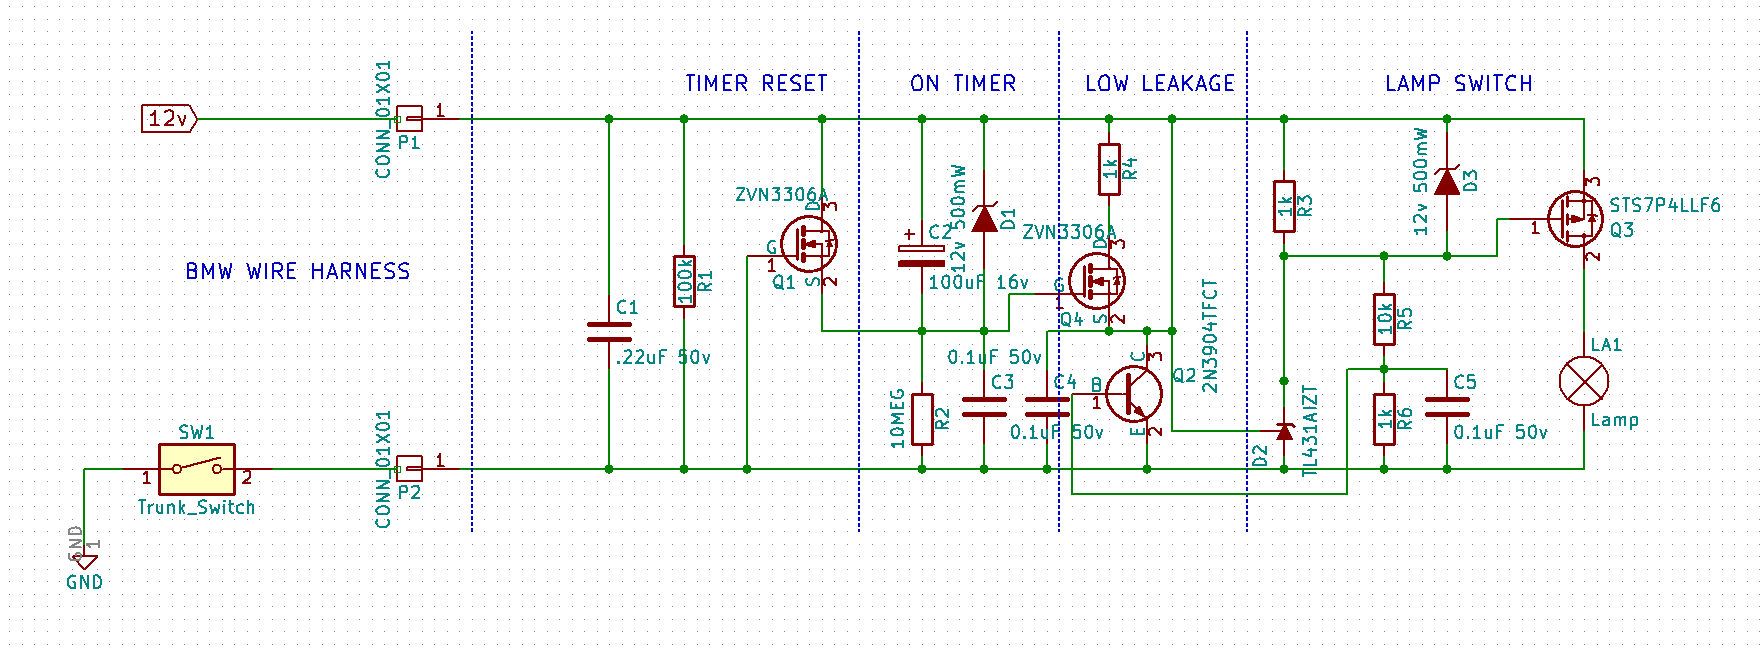 TIMER RESET
ON TIMER
LOW LEAKAGE
LAMP SWITCH
12v
CONN_01X01
1
P1
BMW WIRE HARNESS
ZVN3306A
D
3
G
1
Q1
S
2
100k
R1
C1
.22uF 50v
C2
100uF 16v
12v 500mW
D1
1k
R4
ZVN3306A
D
3
G
1
Q4
S
2
0.1uF 50v
C3
10MEG
R2
C4
0.1uF 50v
B
1
C
3
Q2
2N3904TFCT
E
2
1k
R3
12v 500mW
D3
3
STS7P4LLF6
Q3
1
2
10k
R5
1k
R6
C5
0.1uF 50v
LA1
Lamp
D2
TL431AIZT
SW1
1
2
Trunk_Switch
CONN_01X01
1
P2
GND
1
GND